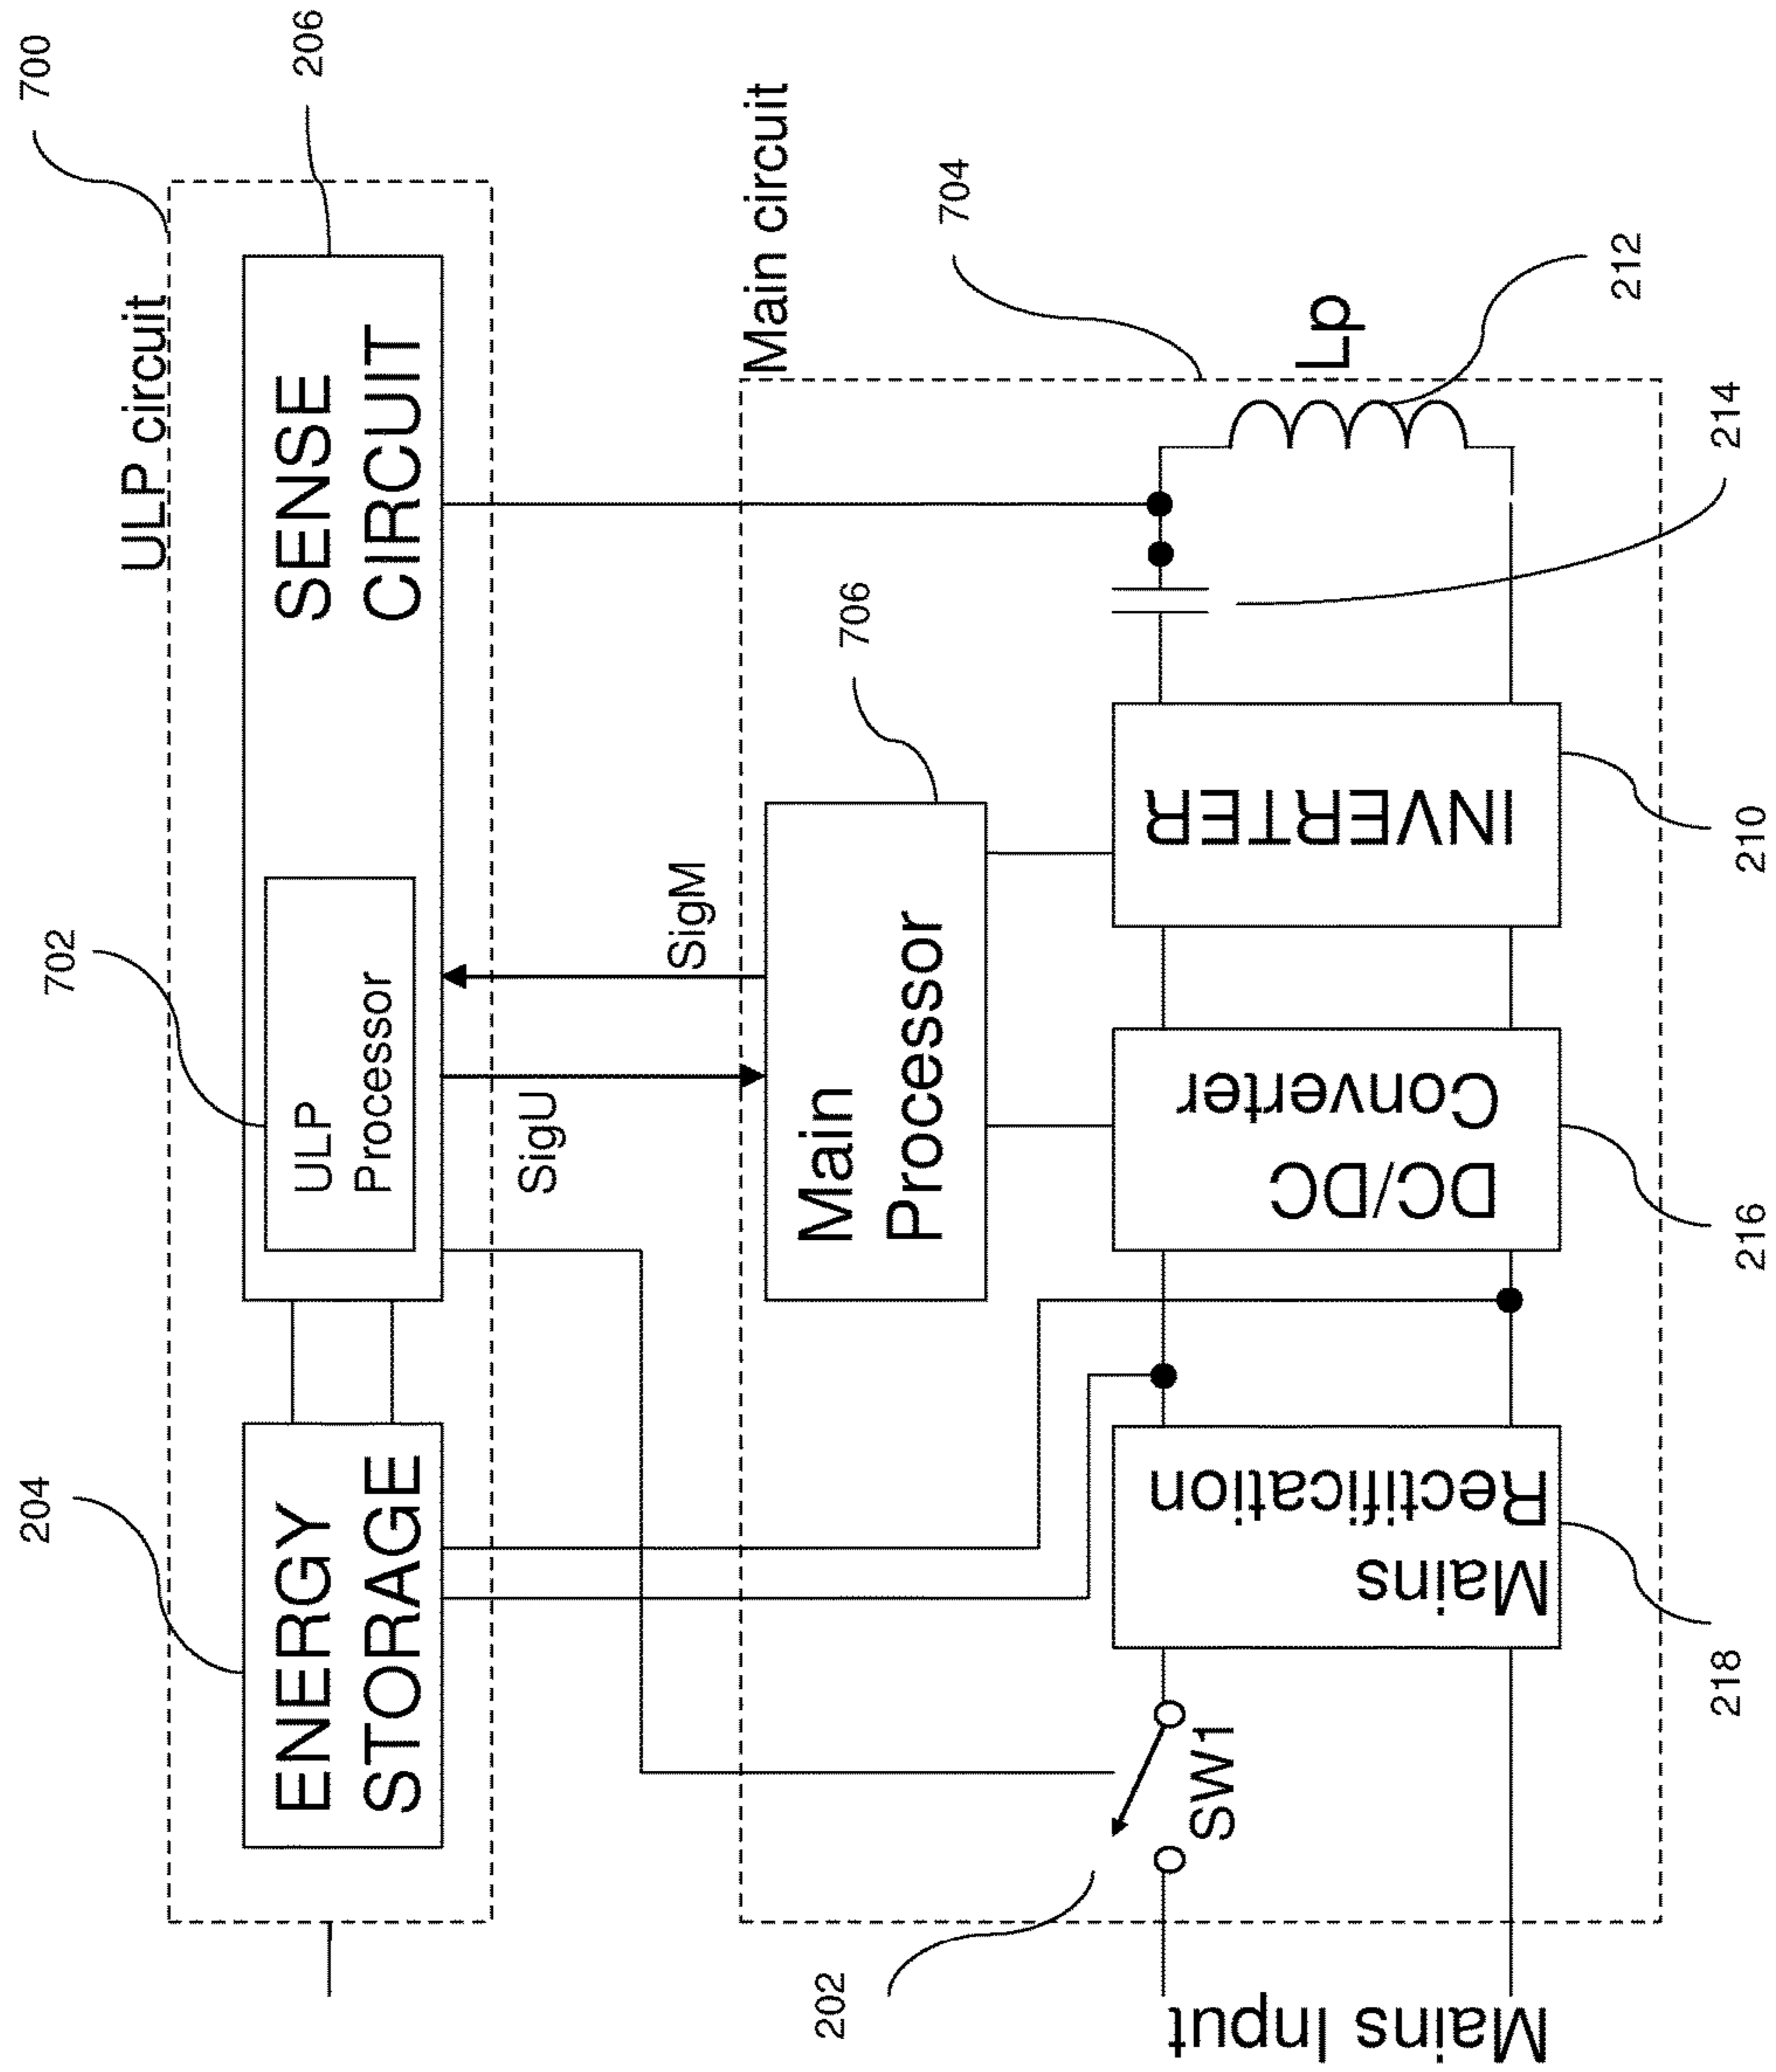 700
ULP circuit
204
702
206
ENERGY
STORAGE
ULP
Processor
SENSE
CIRCUIT
SigU
SigM
Main circuit
704
706
Main
Processor
202
SW1
Mains Input
Mains
Rectification
DC/DC
Converter
INVERTER
Lp
218
216
210
214
212